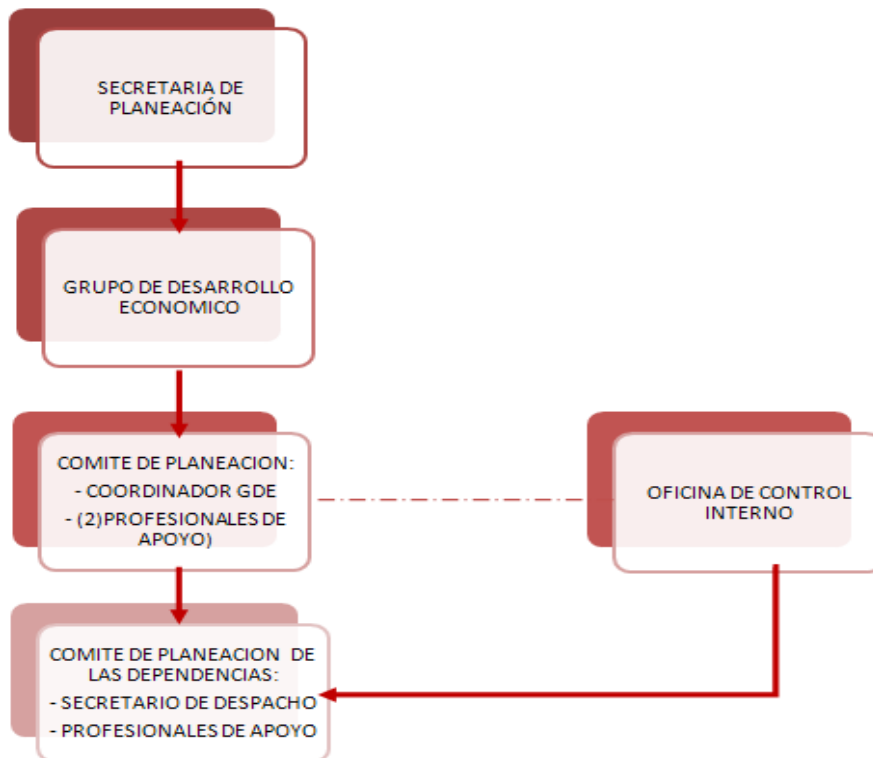 SECRETARIA DE
PLANEACIÓN
GRUPO DE DESARROLLO
ECONOMICO
COMITE DE PLANEACION:
- COORDINADOR GDE
- (2)PROFESIONALES DE
APOYO)
OFICINA DE CONTROL
INTERNO
COMITE DE PLANEACION DE
LAS DEPENDENCIAS:
- SECRETARIO DE DESPACHO
- PROFESIONALES DE APOYO